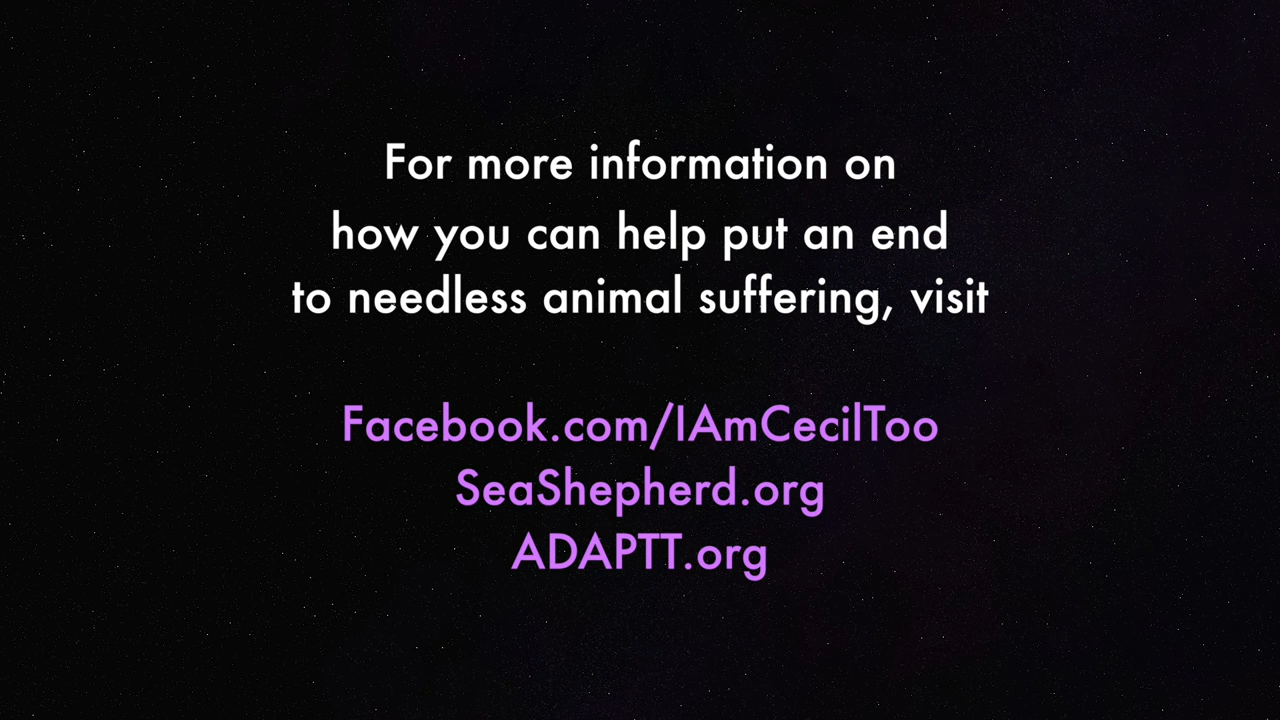 For more information on
how you can help put an end
to needless animal suffering, visit
Facebook.com/IAmCecilToo
SeaShepherd.org
ADAPTT.org